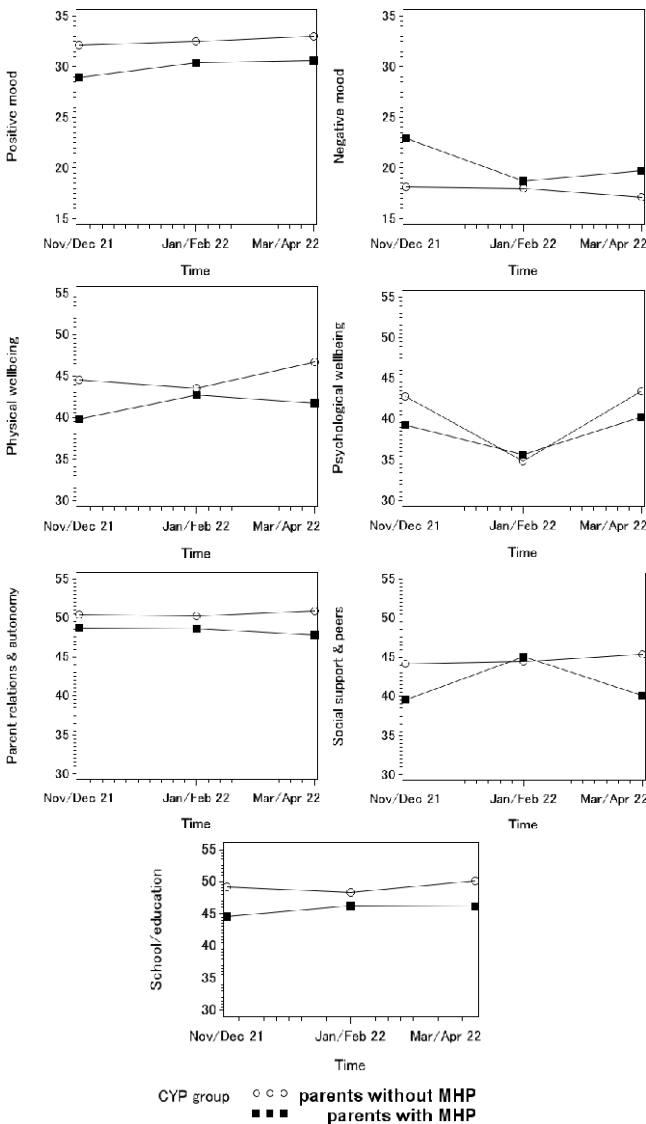 Positive mood
35
30
25
20
15
Nov/Dec 21 Jan/Feb 22 Mar/Apr 22
Time
Negative mood
35
30
25
20
15
Nov/Dec 21 Jan/Feb 22 Mar/Apr 22
Time
Physical wellbeing
55
50
45
40
35
30
Nov/Dec 21 Jan/Feb 22 Mar/Apr 22
Time
Psychological wellbeing
55
50
45
40
35
30
Nov/Dec 21 Jan/Feb 22 Mar/Apr 22
Time
Parent relations & autonomy
55
50
45
40
35
30
Nov/Dec 21 Jan/Feb 22 Mar/Apr 22
Time
Social support & peers
55
50
45
40
35
30
Nov/Dec 21 Jan/Feb 22 Mar/Apr 22
Time
School/education
55
50
45
40
35
30
Nov/Dec 21 Jan/Feb 22 Mar/Apr 22
Time
CYP group parents without MHP
parents with MHP